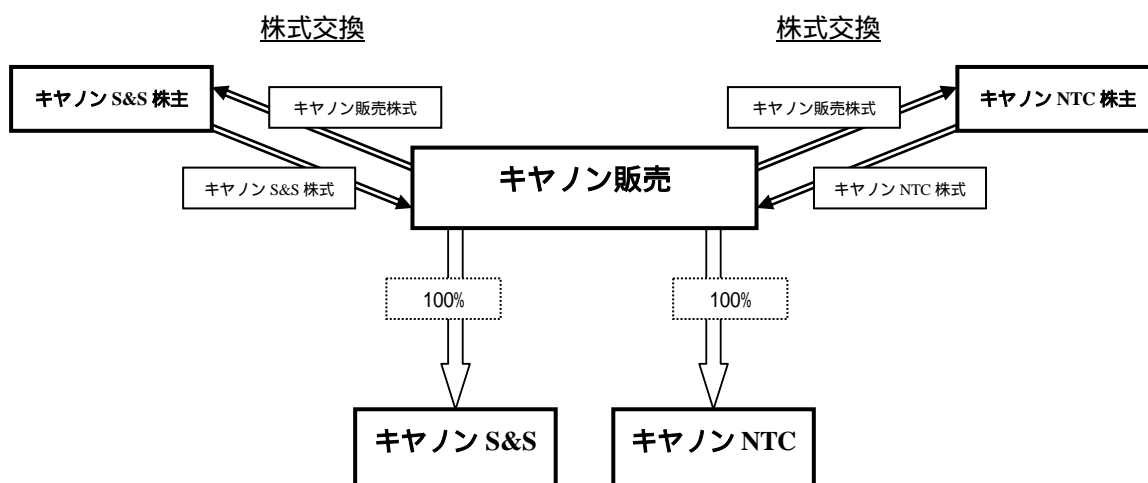 株式交換
株式交換
キヤノン S&S 株主
キヤノン NTC 株主
キヤノン販売株式
キヤノン販売株式
キヤノン販売
キヤノン S&S 株式
キヤノン NTC 株式
100%
100%
キヤノン S&S
キヤノン NTC